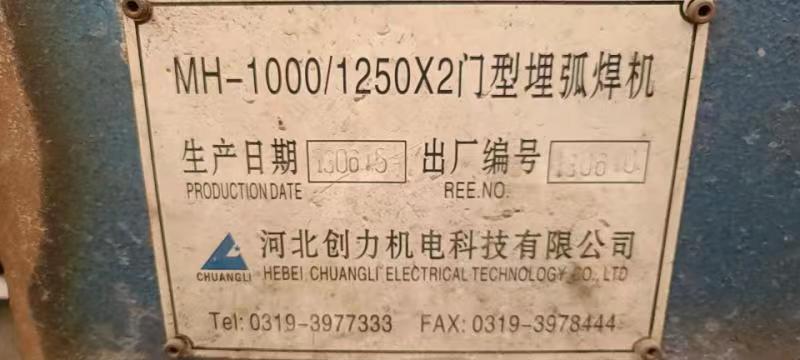 MH-1000/1250X2门型埋弧焊机
生产日期 130615 出厂编号
PRODUCTION DATE REE.NO.
河北创力机电科技有限公司
CHUANGLI HEBEI CHUANGLI ELECTRICAL TECHNOLOGY CO., LTD
Tel: 0319-3977333 FAX: 0319-3978444